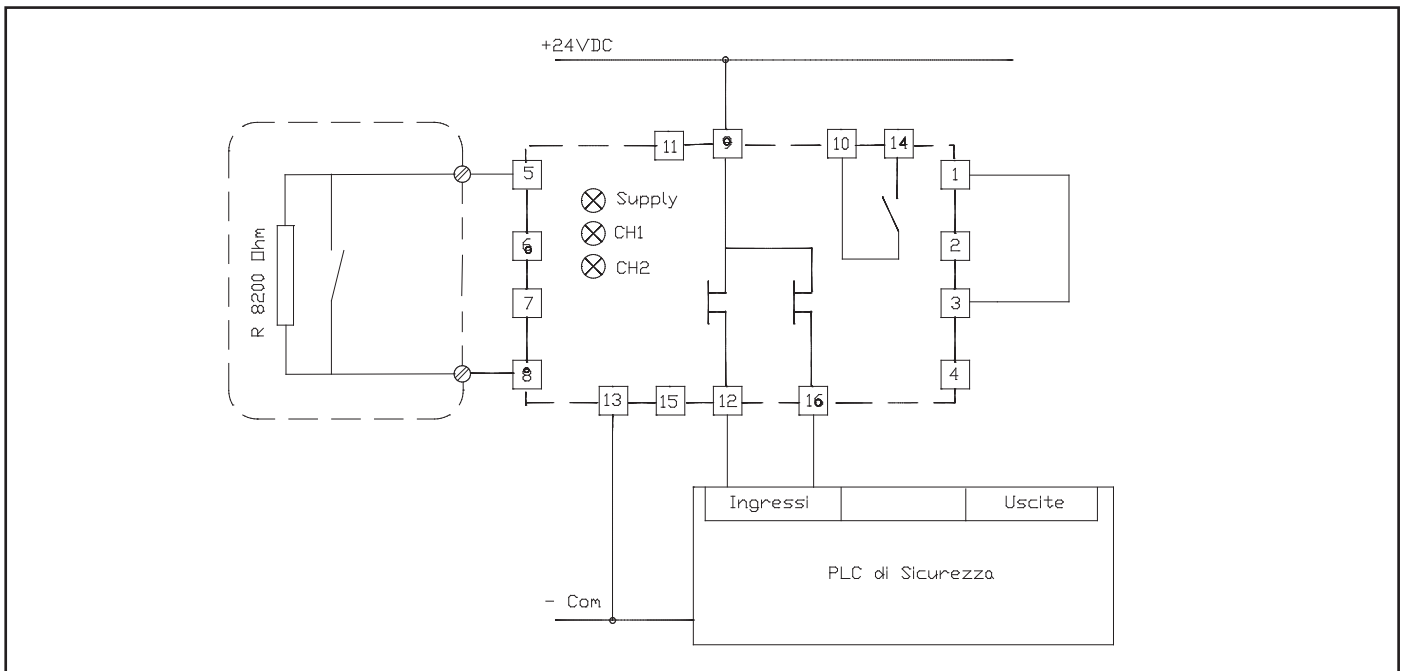 +24VDC
11 9 10 14
5 1
Supply
6 CH1 2
CH2
R 8200 Ohm
7 3
8 4
13 15 12 16
Ingressi Uscite
PLC di Sicurezza
- Com